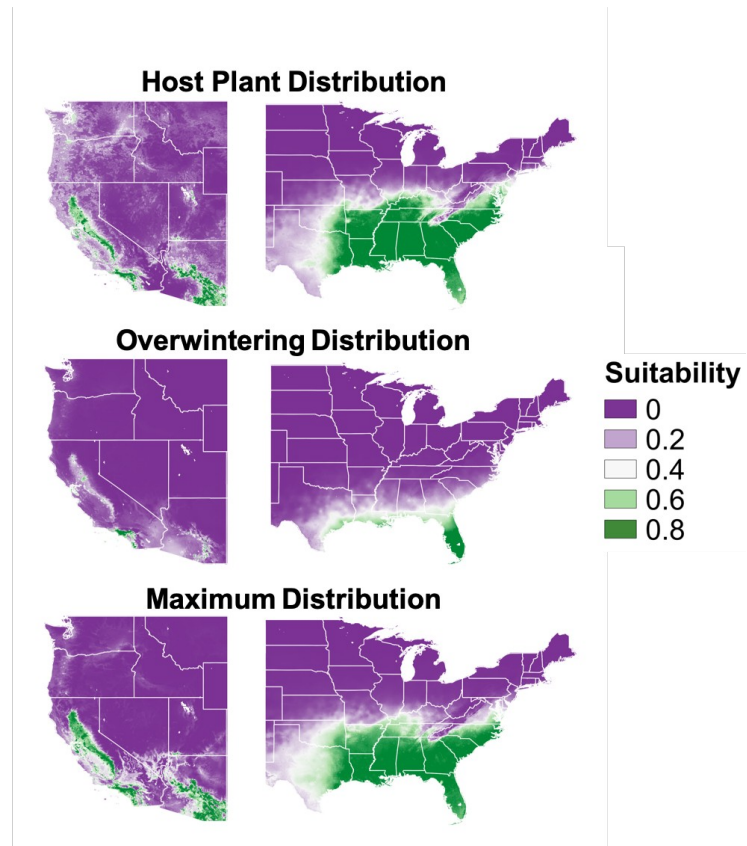 Host Plant Distribution
Overwintering Distribution
Suitability
0
0.2
0.4
0.6
0.8
Maximum Distribution